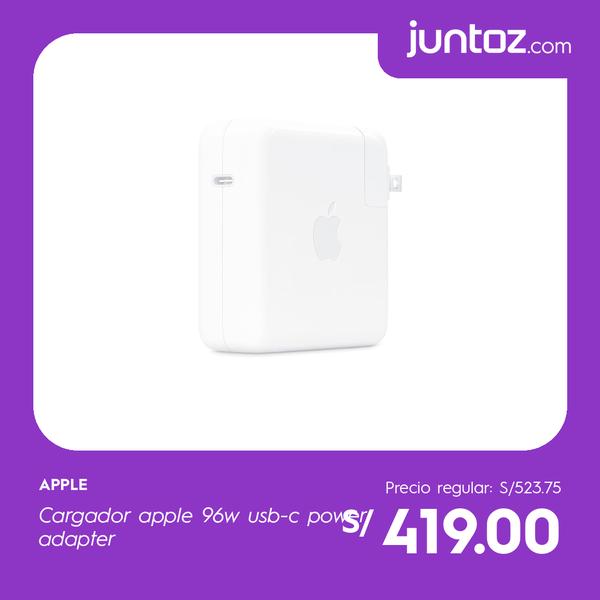 juntoz.com
APPLE
Cargador apple 96w usb-c power
adapter
Precio regular: S/523.75
S/ 419.00